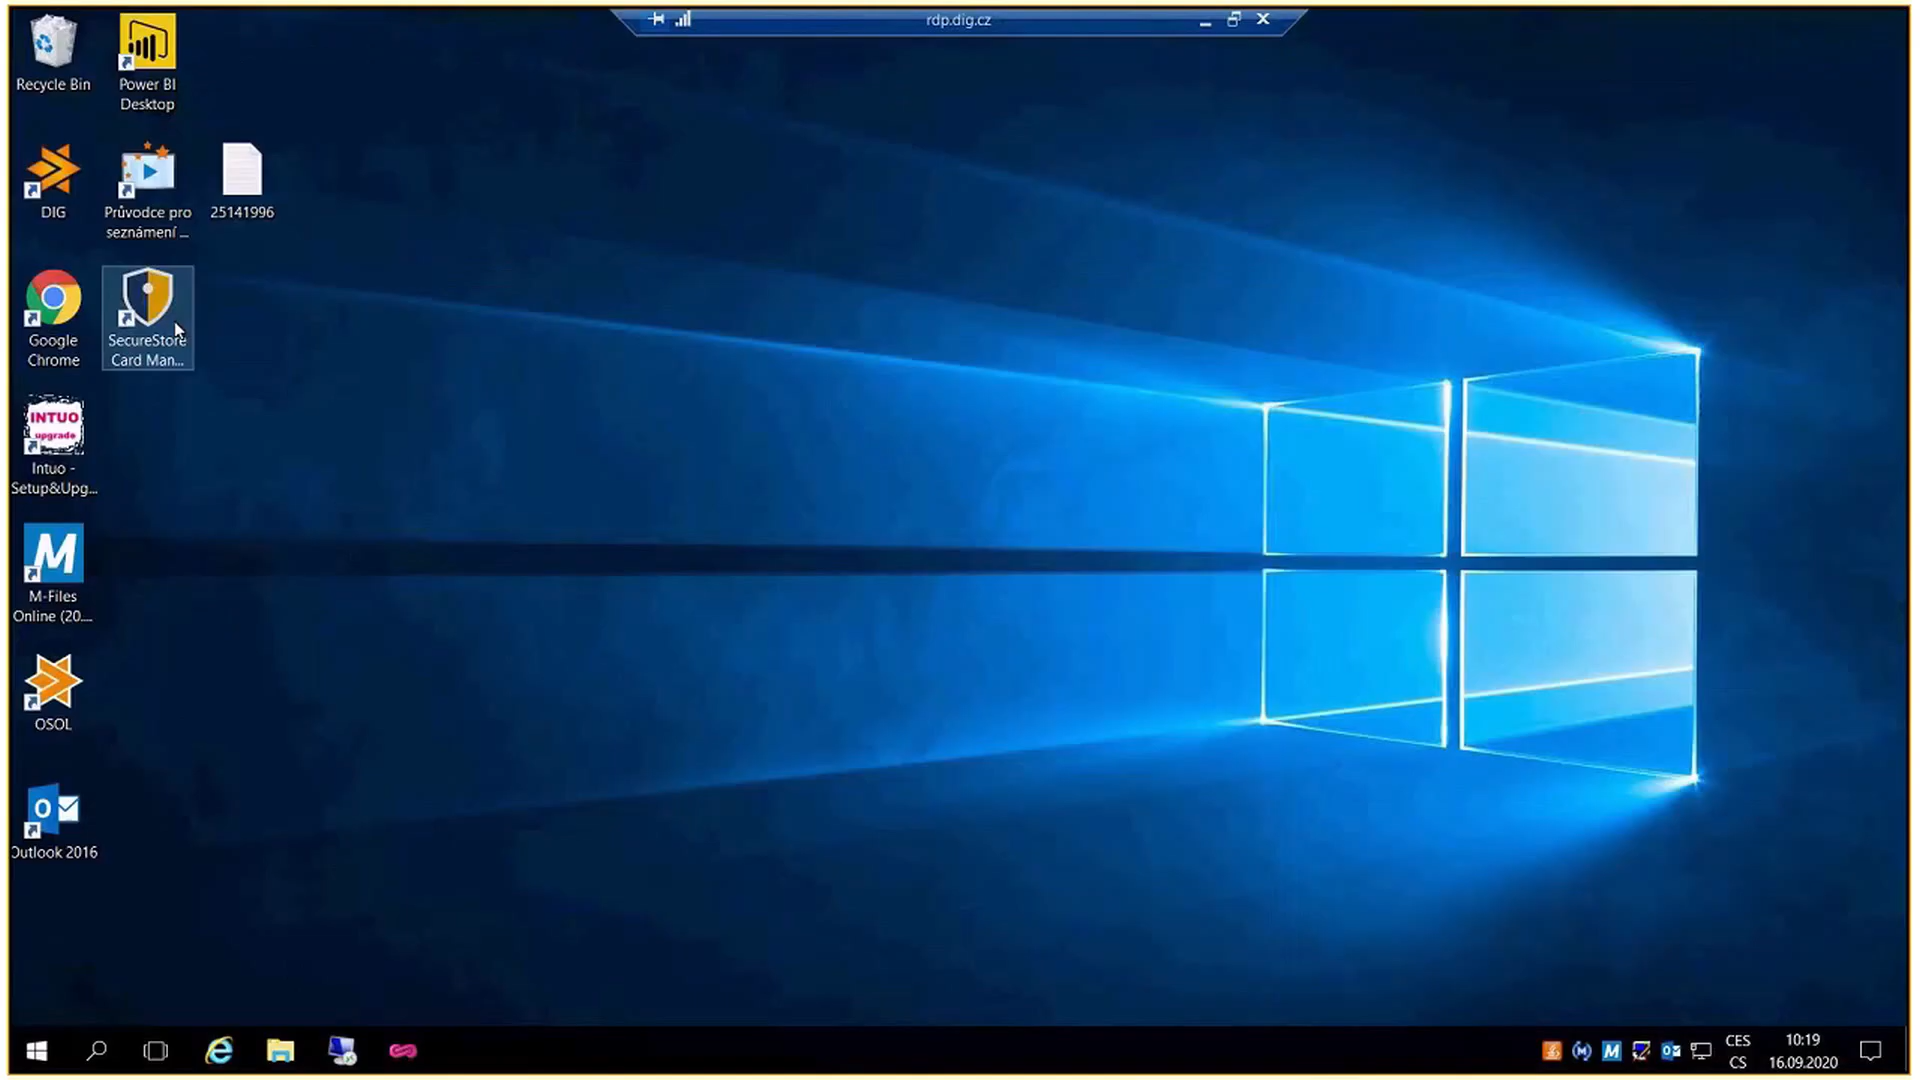 rdp.dig.cz
Recycle Bin
Power BI
Desktop
DIG
Průvodce pro
seznámení ...
25141996
Google
Chrome
SecureStore
Card Man...
INTUO
upgrade
Intuo -
Setup&Upg...
M
M-Files
Online (20....
OSOL
O
Outlook 2016
CES
CS
10:19
16.09.2020